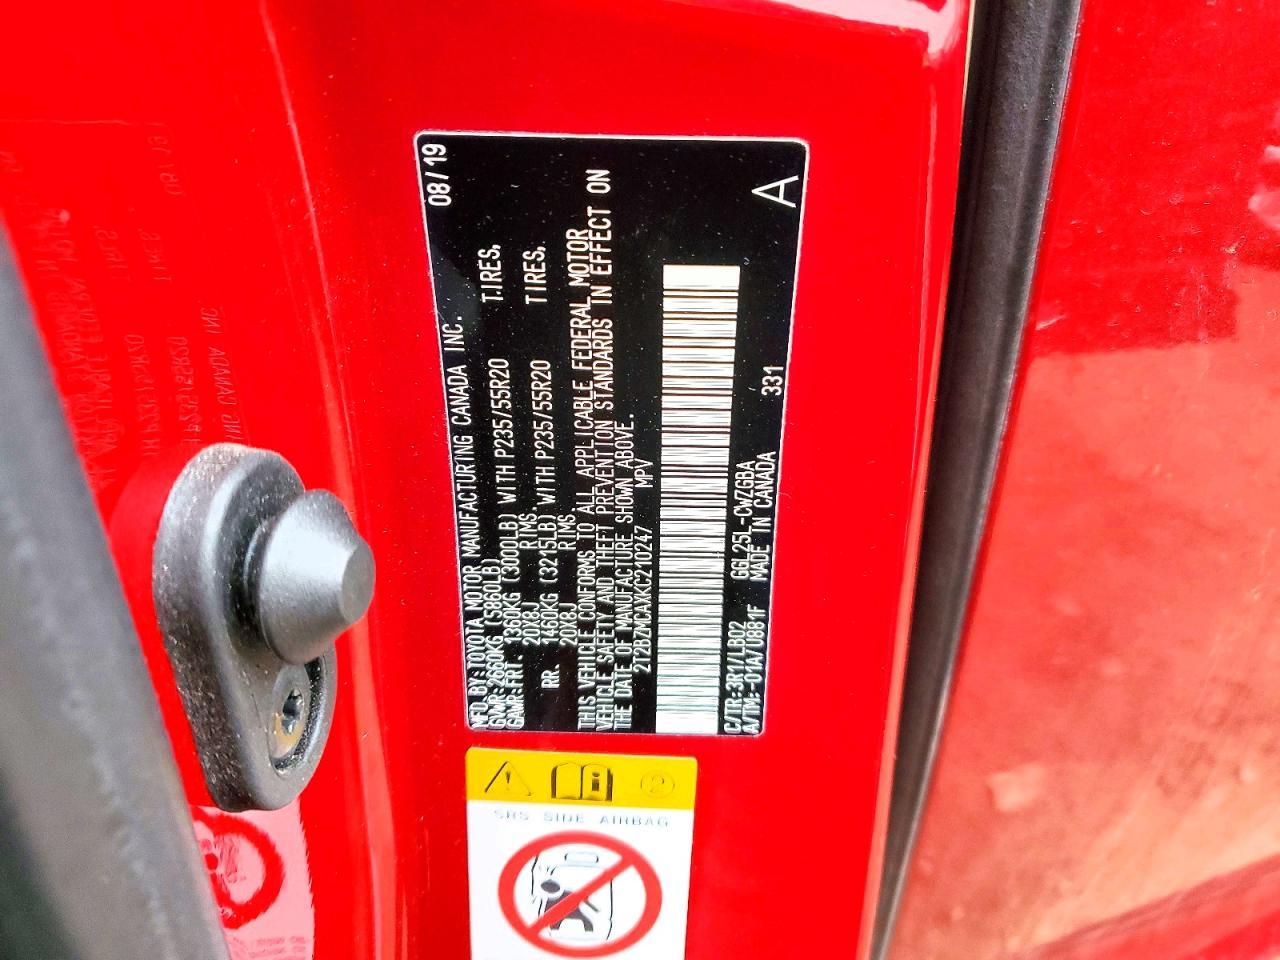 MFD. BY: TOYOTA MOTOR MANUFACTURING CANADA INC. 08/19
GVWR: 2660KG (5860LB)
GAWR: FRT. 1360KG (3000LB) WITH P235/55R20 TIRES,
20X8J RIMS,
RR. 1460KG (3215LB) WITH P235/55R20 TIRES,
20X8J RIMS
THIS VEHICLE CONFORMS TO ALL APPLICABLE FEDERAL MOTOR
VEHICLE SAFETY AND THEFT PREVENTION STANDARDS IN EFFECT ON
THE DATE OF MANUFACTURE SHOWN ABOVE.
2T2BZMCAXKC210247 MPV
A
C/TR: 3R1/LB02 GGL25L-CWZGBA
A/TM: -01A/U881F MADE IN CANADA 331
SRS SIDE AIRBAG